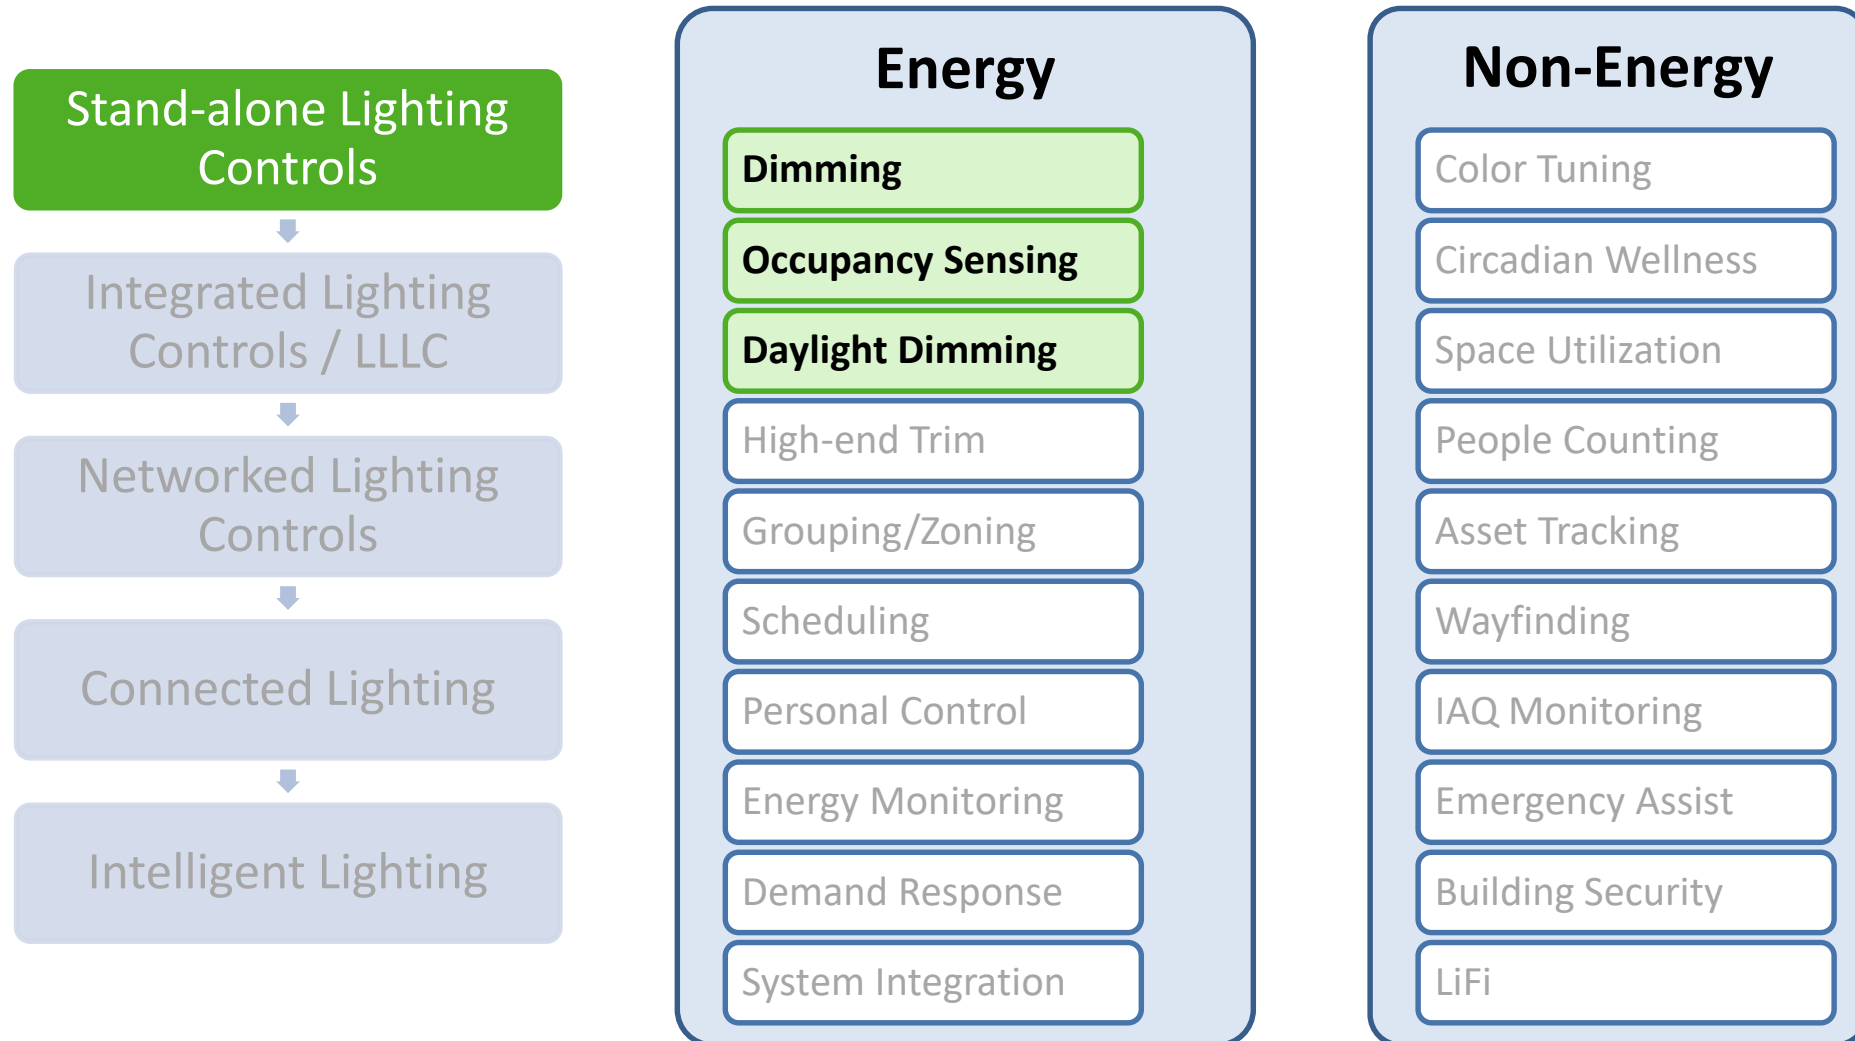 Stand-alone Lighting
Controls
Integrated Lighting
Controls / LLLC
Networked Lighting
Controls
Connected Lighting
Intelligent Lighting
Energy
Dimming
Occupancy Sensing
Daylight Dimming
High-end Trim
Grouping/Zoning
Scheduling
Personal Control
Energy Monitoring
Demand Response
System Integration
Non-Energy
Color Tuning
Circadian Wellness
Space Utilization
People Counting
Asset Tracking
Wayfinding
IAQ Monitoring
Emergency Assist
Building Security
LiFi